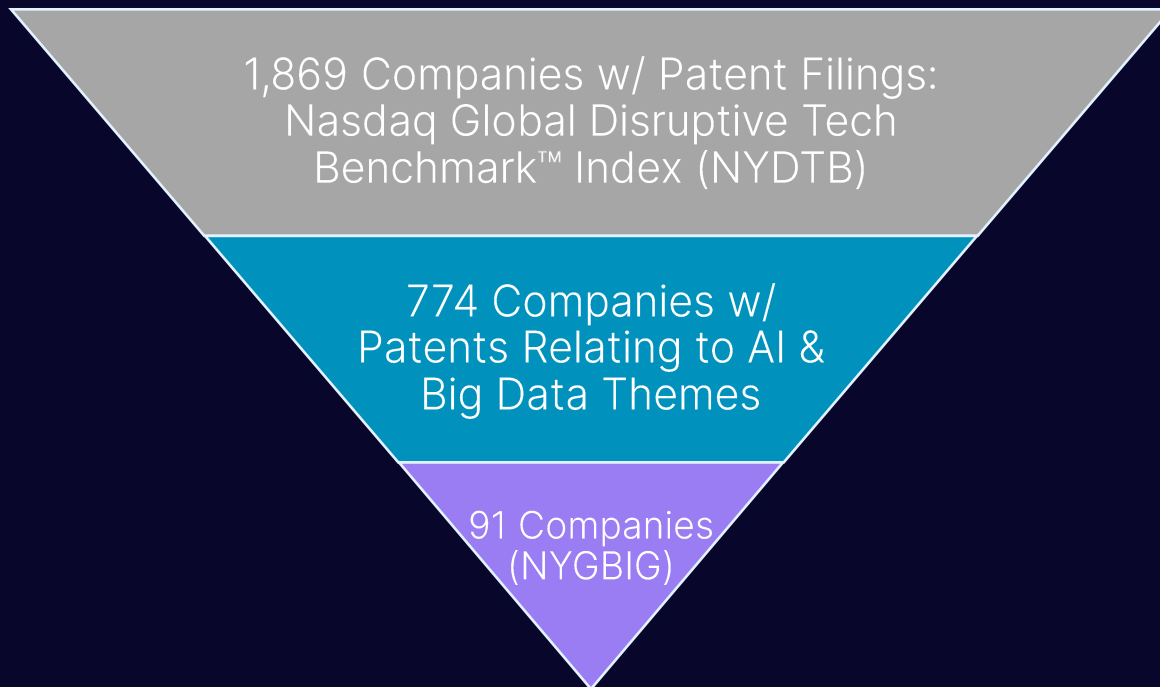 1,869 Companies w/ Patent Filings:
Nasdaq Global Disruptive Tech
Benchmark™ Index (NYDTB)
774 Companies w/
Patents Relating to AI &
Big Data Themes
91 Companies
(NYGBIG)